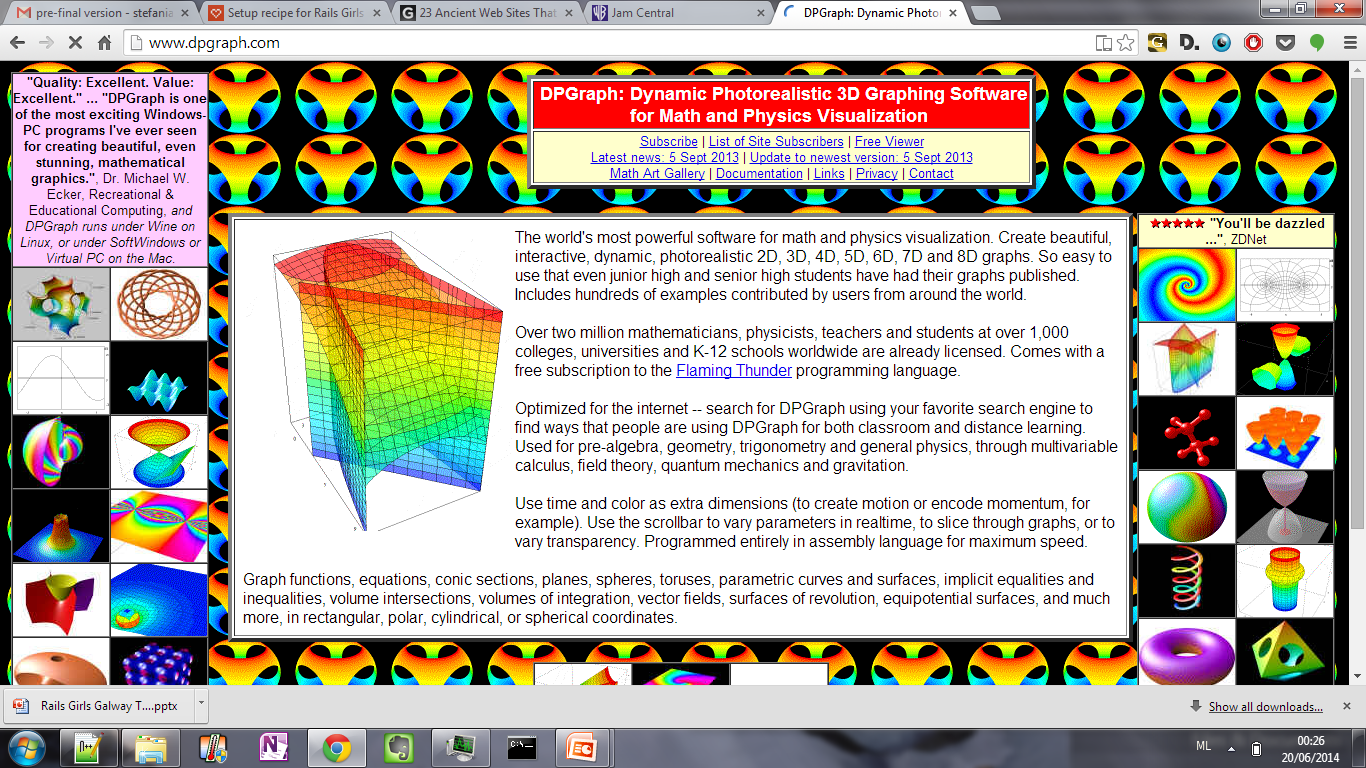 pre-final version - stefania
Setup recipe for Rails Girls
23 Ancient Web Sites That
Jam Central
DPGraph: Dynamic Photor
www.dpgraph.com
"Quality: Excellent. Value:
Excellent." ... "DPGraph is one
of the most exciting Windows-
PC programs I've ever seen
for creating beautiful, even
stunning, mathematical
graphics.", Dr. Michael W.
Ecker, Recreational &
Educational Computing, and
DPGraph runs under Wine on
Linux, or under SoftWindows or
Virtual PC on the Mac.
DPGraph: Dynamic Photorealistic 3D Graphing Software
for Math and Physics Visualization
Subscribe | List of Site Subscribers | Free Viewer
Latest news: 5 Sept 2013 | Update to newest version: 5 Sept 2013
Math Art Gallery | Documentation | Links | Privacy | Contact
The world's most powerful software for math and physics visualization. Create beautiful,
interactive, dynamic, photorealistic 2D, 3D, 4D, 5D, 6D, 7D and 8D graphs. So easy to
use that even junior high and senior high students have had their graphs published.
Includes hundreds of examples contributed by users from around the world.
Over two million mathematicians, physicists, teachers and students at over 1,000
colleges, universities and K-12 schools worldwide are already licensed. Comes with a
free subscription to the Flaming Thunder programming language.
Optimized for the internet -- search for DPGraph using your favorite search engine to
find ways that people are using DPGraph for both classroom and distance learning.
Used for pre-algebra, geometry, trigonometry and general physics, through multivariable
calculus, field theory, quantum mechanics and gravitation.
Use time and color as extra dimensions (to create motion or encode momentum, for
example). Use the scrollbar to vary parameters in realtime, to slice through graphs, or to
vary transparency. Programmed entirely in assembly language for maximum speed.
Graph functions, equations, conic sections, planes, spheres, toruses, parametric curves and surfaces, implicit equalities and
inequalities, volume intersections, volumes of integration, vector fields, surfaces of revolution, equipotential surfaces, and much
more, in rectangular, polar, cylindrical, or spherical coordinates.
★★★★★ "You'll be dazzled
...", ZDNet
Rails Girls Galway T....pptx
Show all downloads...
ML
00:26
20/06/2014